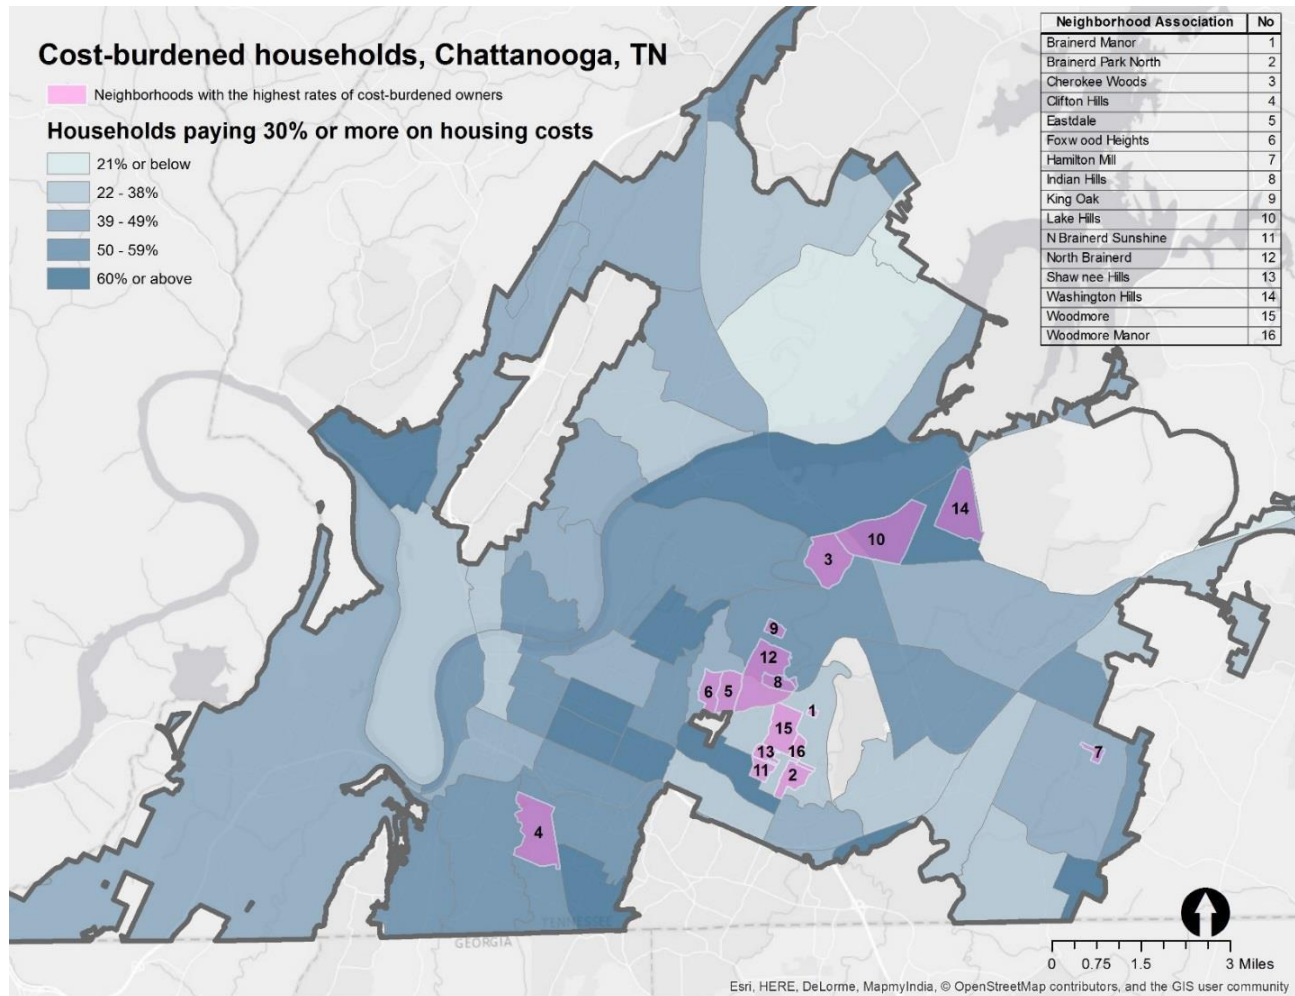 Cost-burdened households, Chattanooga, TN
Neighborhoods with the highest rates of cost-burdened owners
Households paying 30% or more on housing costs
21% or below
22 - 38%
39 - 49%
50 - 59%
60% or above
Neighborhood Association No
Brainerd Manor 1
Brainerd Park North 2
Cherokee Woods 3
Clifton Hills 4
Eastdale 5
Foxwood Heights 6
Hamilton Mill 7
Indian Hills 8
King Oak 9
Lake Hills 10
N Brainerd Sunshine 11
North Brainerd 12
Shawnee Hills 13
Washington Hills 14
Woodmore 15
Woodmore Manor 16
14
10
3
9
12
8
6 5
1
15
13 16
7
11 2
4
TENNESSEE
GEORGIA
0 0.75 1.5 3 Miles
Esri, HERE, DeLorme, MapmyIndia, © OpenStreetMap contributors, and the GIS user community